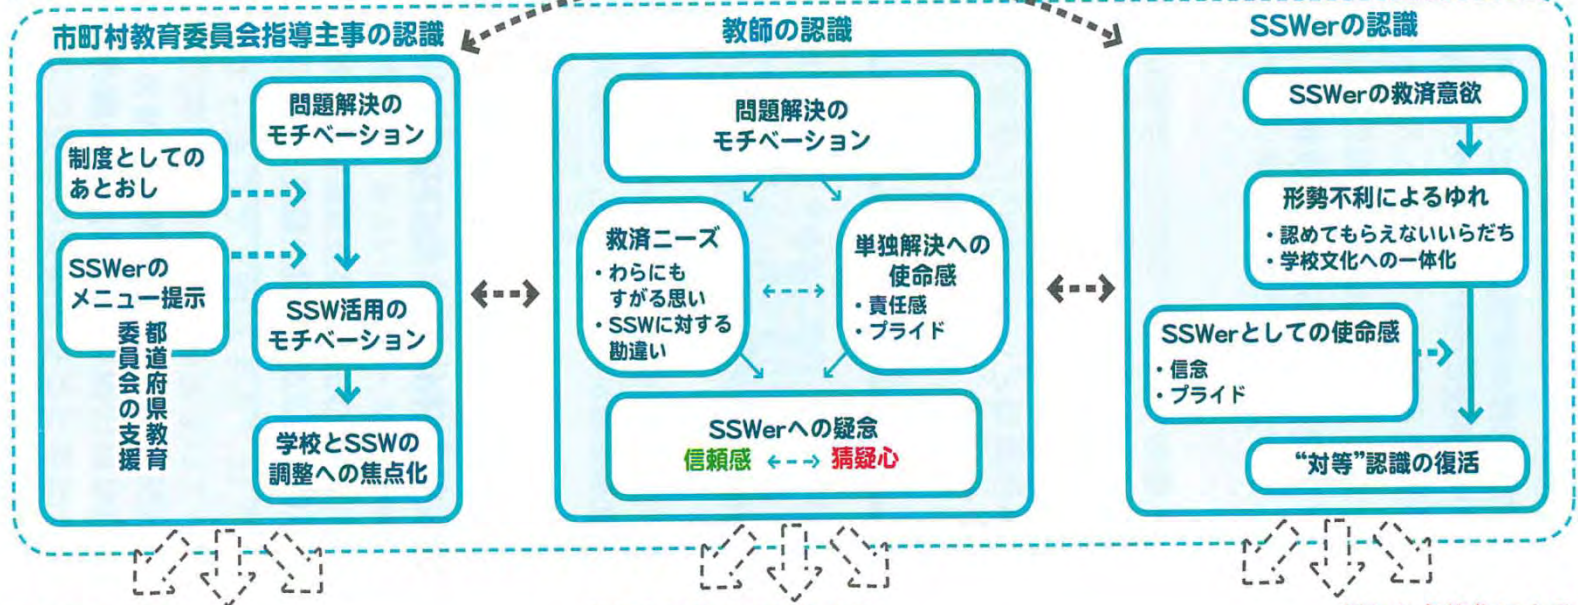 市町村教育委員会指導主事の認識
問題解決の
モチベーション
制度としての
あとおし
SSWerの
メニュー提示
都道府県教育
委員会の支援
SSW活用の
モチベーション
学校とSSWの
調整への焦点化
教師の認識
問題解決の
モチベーション
救済ニーズ
・わらにも
すがる思い
・SSWに対する
勘違い
単独解決への
使命感
・責任感
・プライド
SSWerへの疑念
信頼感 猜疑心
SSWerの認識
SSWerの救済意欲
形勢不利によるゆれ
・認めてもらえないいらだち
・学校文化への一体化
SSWerとしての使命感
・信念
・プライド
“対等”認識の復活